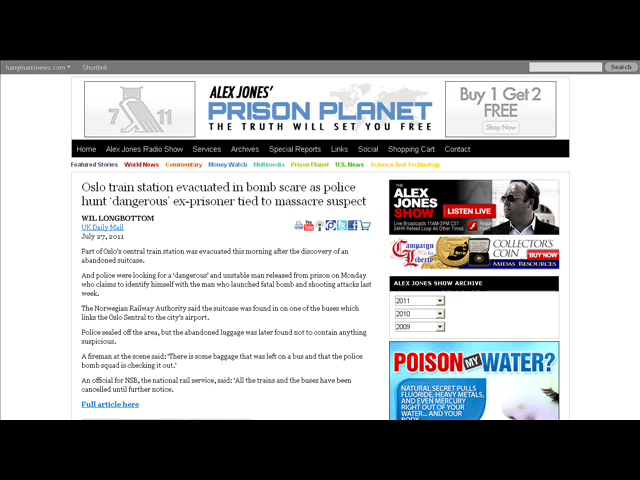 hangmansnews.com Shortlink Search
7 11
ALEX JONES'
PRISON PLANET
THE TRUTH WILL SET YOU FREE
Buy 1 Get 2
FREE
Shop Now
Home Alex Jones Radio Show Services Archives Special Reports Links Social Shopping Cart Contact
Featured Stories World News Commentary Money Watch Multimedia Prison Planet U.S. News Science And Technology
Oslo train station evacuated in bomb scare as police
hunt ‘dangerous’ ex-prisoner tied to massacre suspect
WIL LONGBOTTOM
UK Daily Mail
July 27, 2011
Part of Oslo's central train station was evacuated this morning after the discovery of an
abandoned suitcase.
And police were looking for a ‘dangerous’ and unstable man released from prison on Monday
who claims to identify himself with the man who launched fatal bomb and shooting attacks last
week.
The Norwegian Railway Authority said the suitcase was found in on one of the buses which
links the Oslo Sentral to the city's airport.
Police sealed off the area, but the abandoned luggage was later found not to contain anything
suspicious.
A fireman at the scene said: ‘There is some baggage that was left on a bus and that the police
bomb squad is checking it out.’
An official for NSB, the national rail service, said: ‘All the trains and the buses have been
cancelled until further notice.
Full article here
THE
ALEX
JONES
SHOW
LISTEN LIVE
Live Broadcasts 11AM-2PM CST
24HR Reload Loop All Other Times:
Campaign
for
Liberty
COLLECTOR'S
COIN BUY NOW
MIDAS RESOURCES
ALEX JONES SHOW ARCHIVE
2011
2010
2009
POISON MY WATER?
NATURAL SECRET PULLS
FLUORIDE, HEAVY METALS,
AND EVEN MERCURY
RIGHT OUT OF YOUR
WATER... AND YOUR
BODY